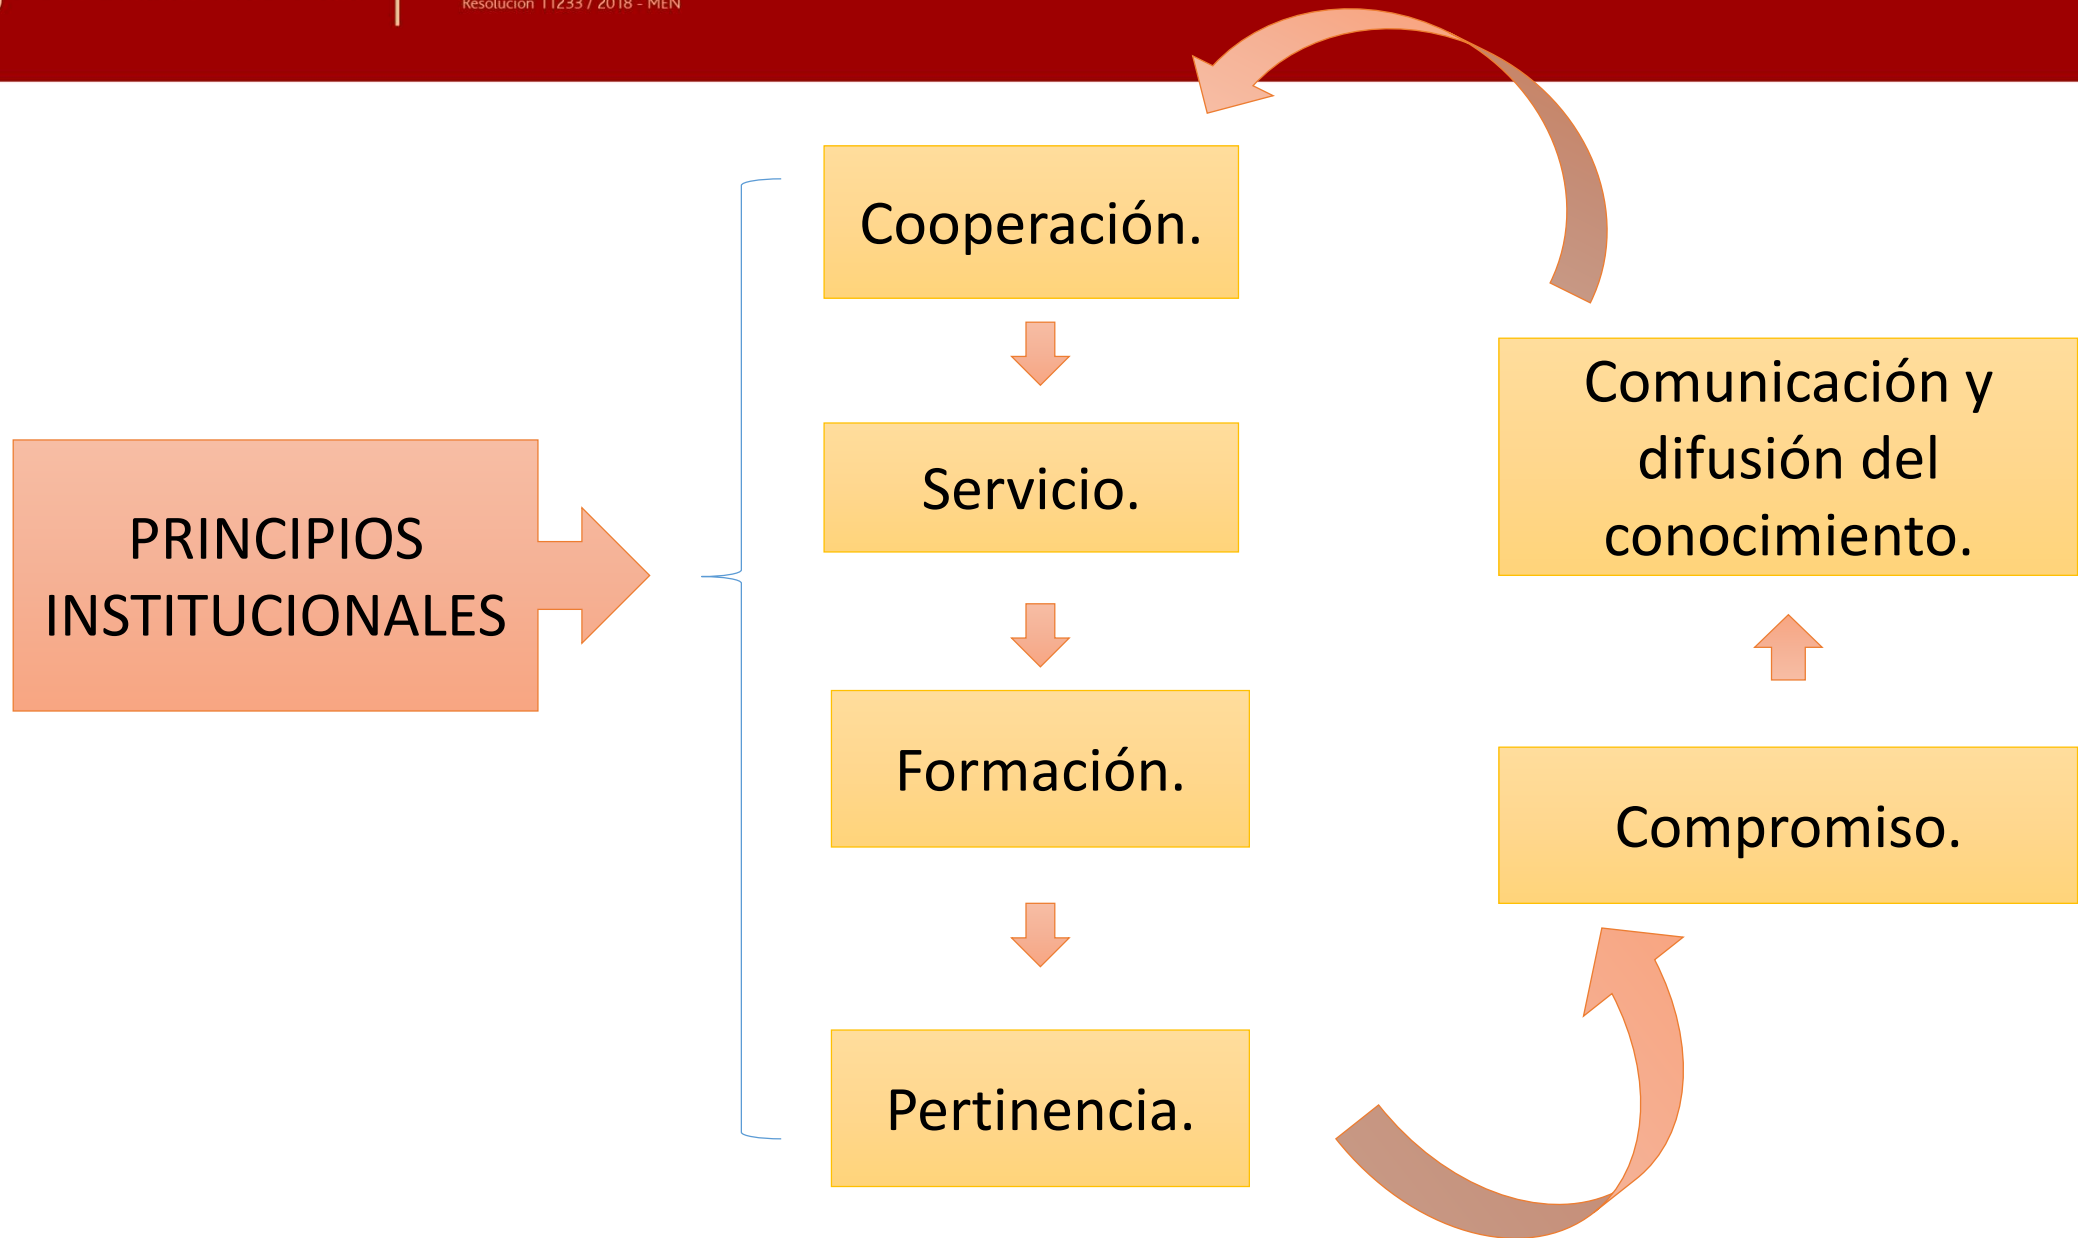 Resolución 11233 / 2018 - MEN
PRINCIPIOS
INSTITUCIONALES
Cooperación.
Servicio.
Formación.
Pertinencia.
Compromiso.
Comunicación y
difusión del
conocimiento.